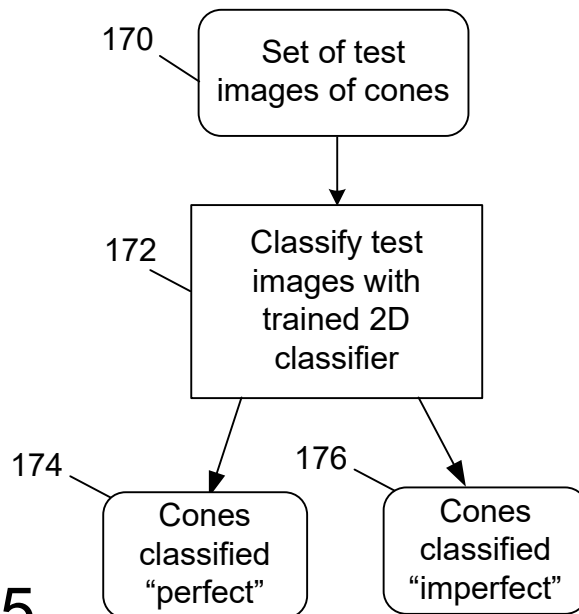 170
Set of test
images of cones
172
Classify test
images with
trained 2D
classifier
174
Cones
classified
“perfect”
176
Cones
classified
“imperfect”
5